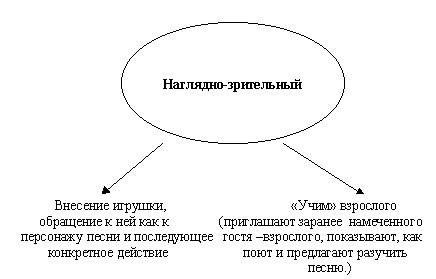 Наглядно-зрительный
Внесение игрушки,
обращение к ней как к
персонажу песни и последующее
конкретное действие
«Учим» взрослого
(приглашают заранее намеченного
гостя –взрослого, показывают, как
поют и предлагают разучить
песню.)